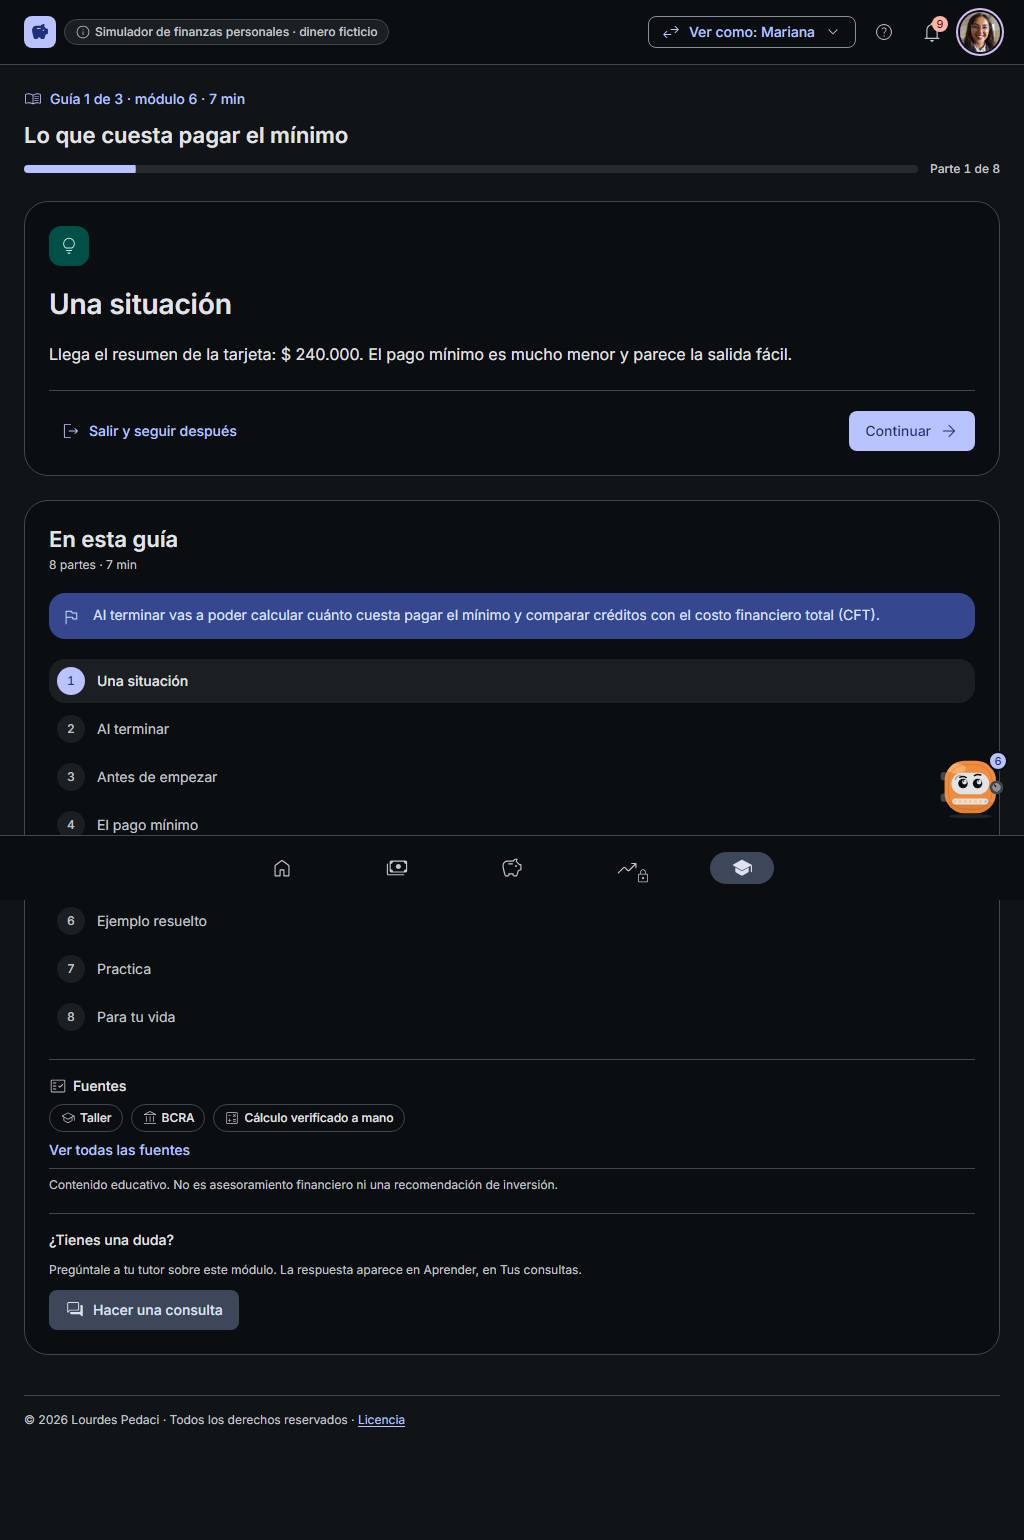 Simulador de finanzas personales · dinero ficticio
Ver como: Mariana
9
Guía 1 de 3 · módulo 6 · 7 min
Lo que cuesta pagar el mínimo
Parte 1 de 8
Una situación
Llega el resumen de la tarjeta: $ 240.000. El pago mínimo es mucho menor y parece la salida fácil.
Salir y seguir después
Continuar
En esta guía
8 partes · 7 min
Al terminar vas a poder calcular cuánto cuesta pagar el mínimo y comparar créditos con el costo financiero total (CFT).
1 Una situación
2 Al terminar
3 Antes de empezar
6
4 El pago mínimo
6 Ejemplo resuelto
7 Practica
8 Para tu vida
Fuentes
Taller
BCRA
Cálculo verificado a mano
Ver todas las fuentes
Contenido educativo. No es asesoramiento financiero ni una recomendación de inversión.
¿Tienes una duda?
Pregúntale a tu tutor sobre este módulo. La respuesta aparece en Aprender, en Tus consultas.
Hacer una consulta
© 2026 Lourdes Pedaci · Todos los derechos reservados · Licencia